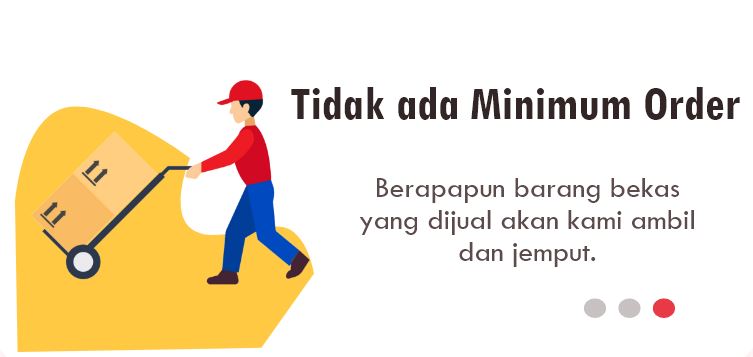 Tidak ada Minimum Order
Berapapun barang bekas
yang dijual akan kami ambil
dan jemput.